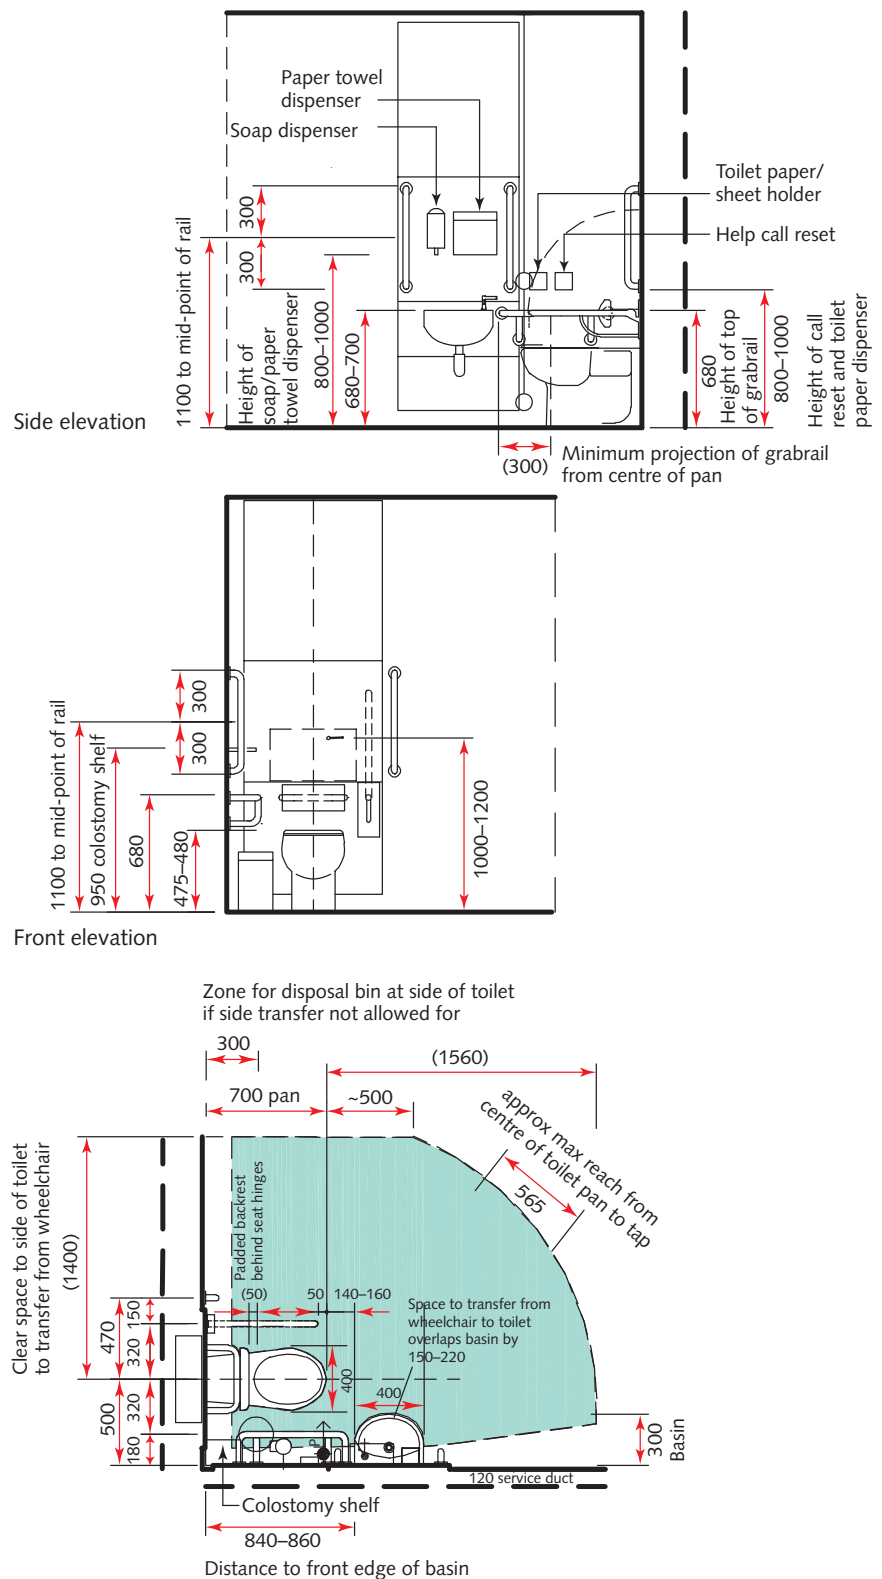 Paper towel
dispenser
Soap dispenser
Toilet paper/
sheet holder
Help call reset
300
300
1100 to mid-point of rail
Height of
soap/paper
towel dispenser
800–1000
680–700
680
Height of top
of grabrail
800–1000
Height of call
reset and toilet
paper dispenser
Side elevation
(300)
Minimum projection of grabrail
from centre of pan
300
300
1100 to mid-point of rail
950 colostomy shelf
680
475–480
1000–1200
Front elevation
Zone for disposal bin at side of toilet
if side transfer not allowed for
300
(1560)
700 pan
~500
approx max reach from
centre of toilet pan to tap
565
Clear space to side of toilet
to transfer from wheelchair
(1400)
Padded backrest
behind seat hinges
(50)
50
140–160
Space to transfer from
wheelchair to toilet
overlaps basin by
150–220
470
150
320
400
400
500
320
180
P
300
Basin
120 service duct
Colostomy shelf
840–860
Distance to front edge of basin